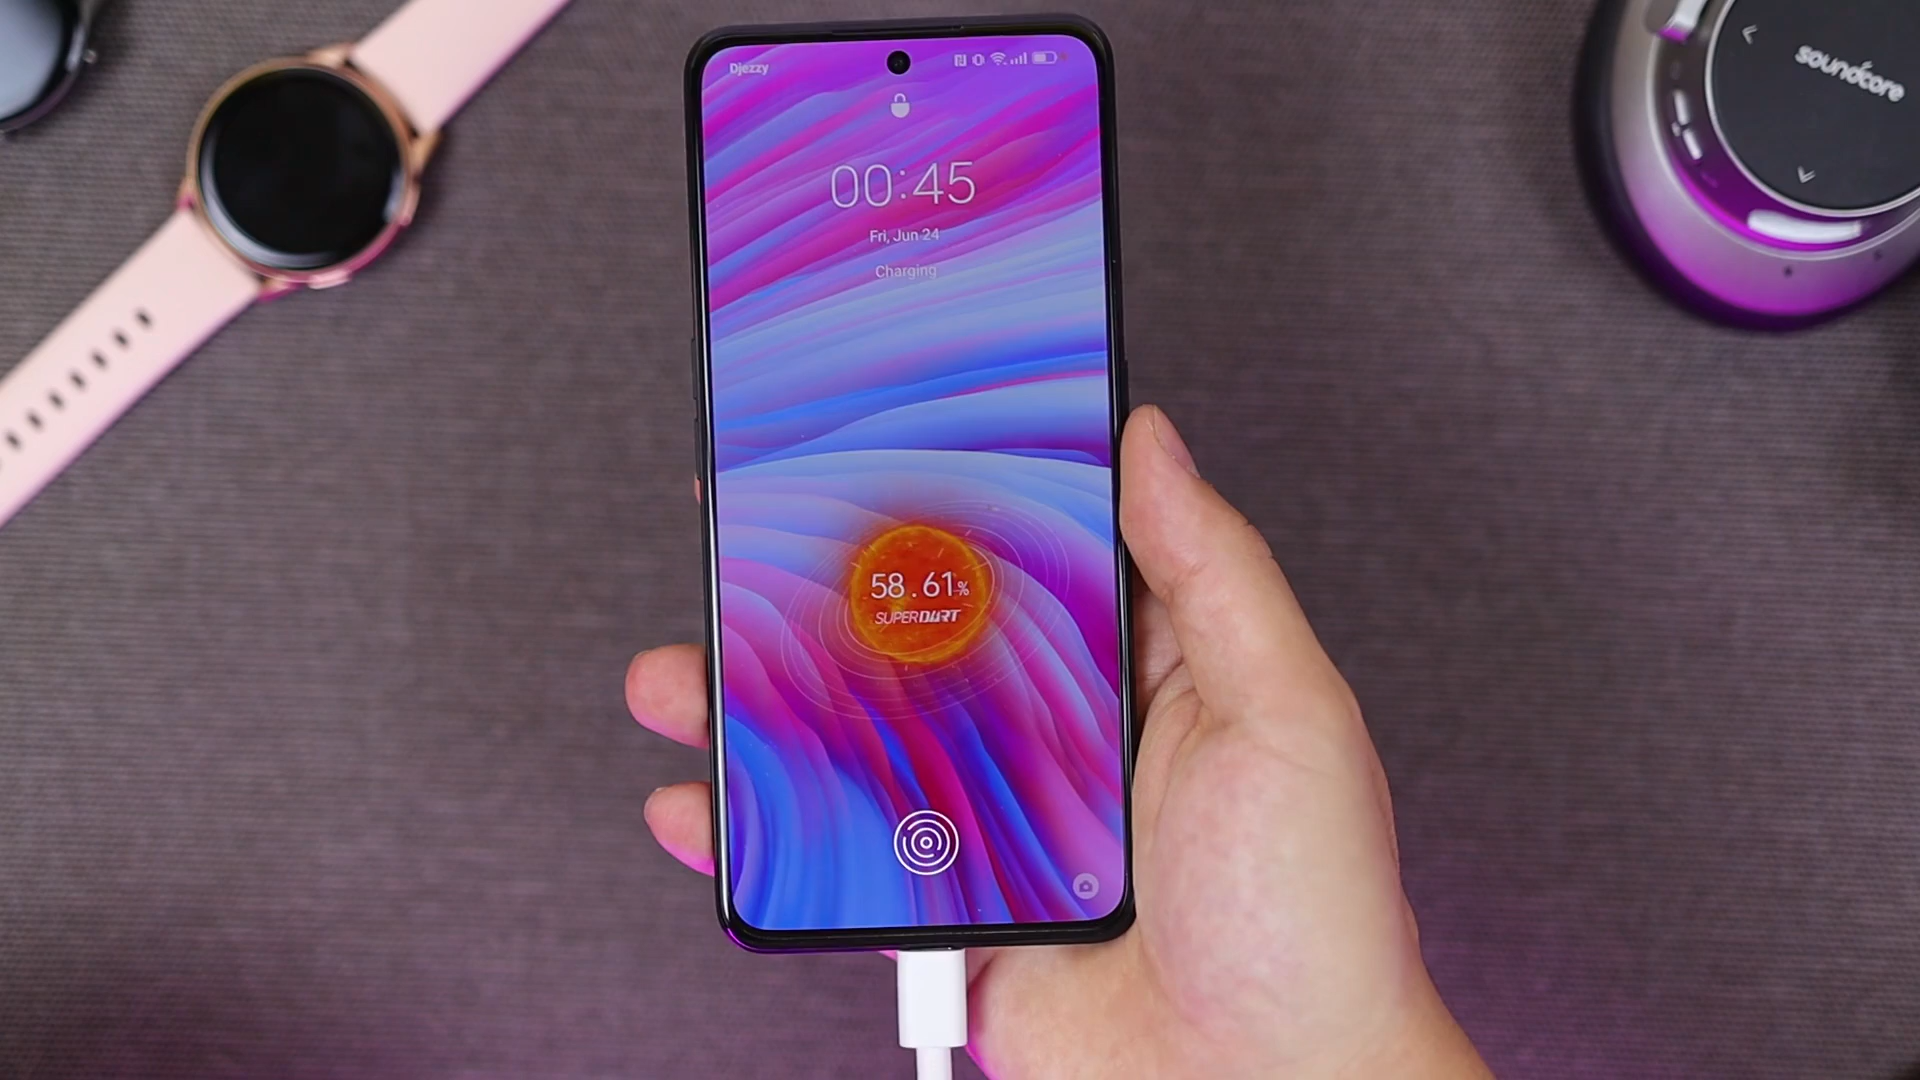 Djezzy
00:45
Fri, Jun 24
Charging
58.61%
SUPERDART
soundcore